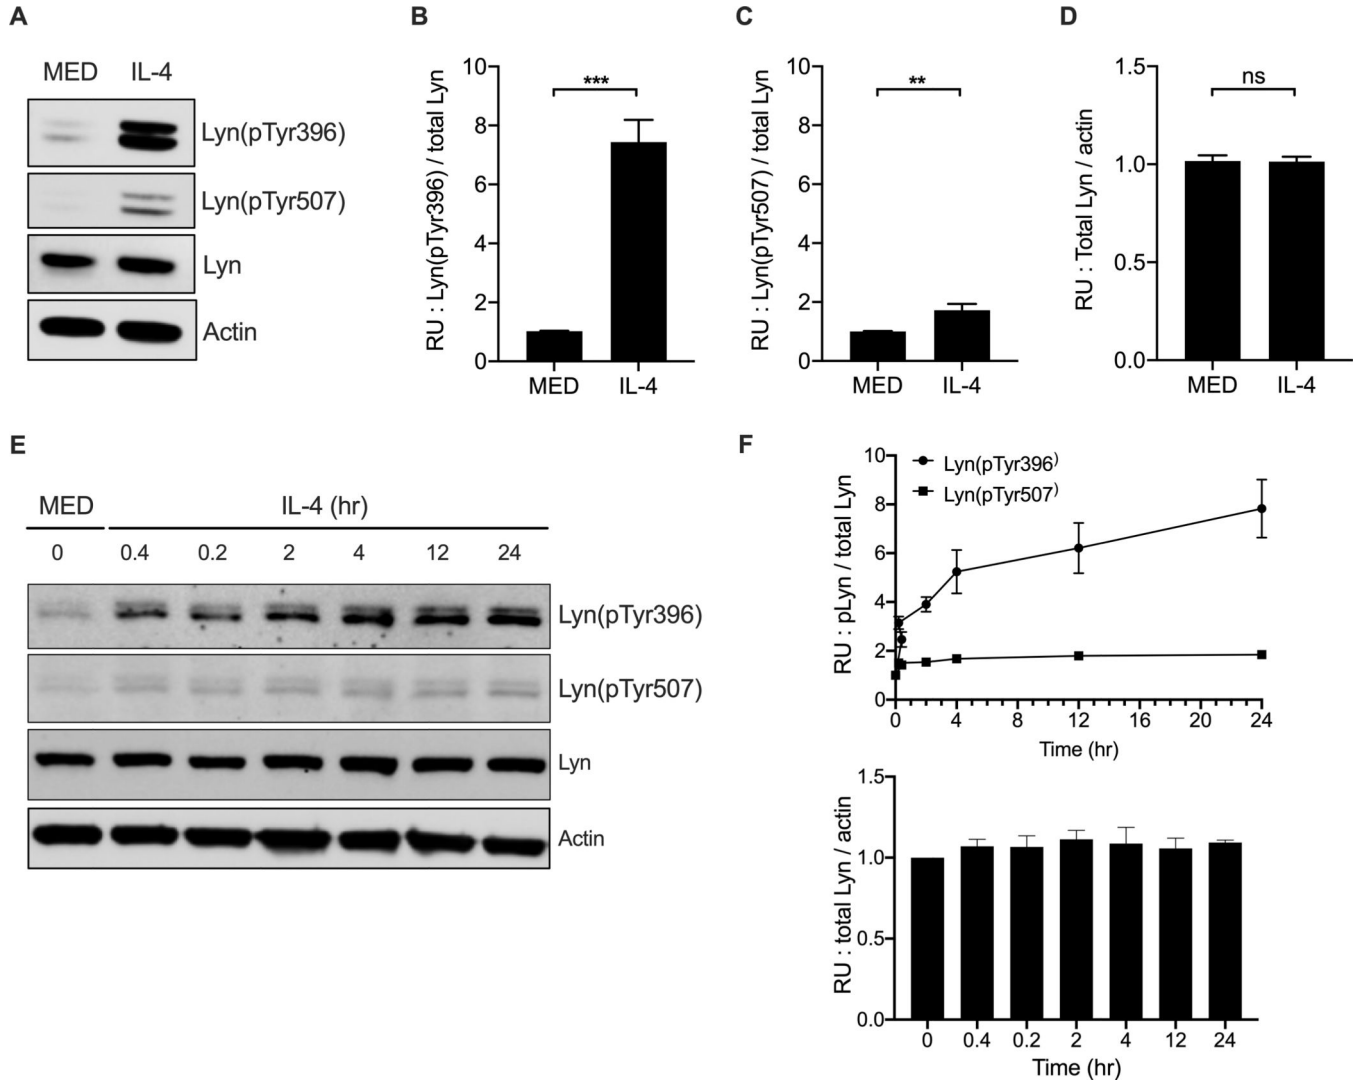 A
MED IL-4
Lyn(pTyr396)
Lyn(pTyr507)
Lyn
Actin
B
RU : Lyn(pTyr396) / total Lyn
10
8
6
4
2
0
***
MED IL-4
C
RU : Lyn(pTyr507) / total Lyn
10
8
6
4
2
0
**
MED IL-4
D
RU : Total Lyn / actin
1.5
1.0
0.5
0.0
ns
MED IL-4
E
MED IL-4 (hr)
0 0.4 0.2 2 4 12 24
Lyn(pTyr396)
Lyn(pTyr507)
Lyn
Actin
F
RU : pLyn / total Lyn
10
8
6
4
2
0
Lyn(pTyr396)
Lyn(pTyr507)
0 4 8 12 16 20 24
Time (hr)
RU : total Lyn / actin
1.5
1.0
0.5
0.0
0 0.4 0.2 2 4 12 24
Time (hr)